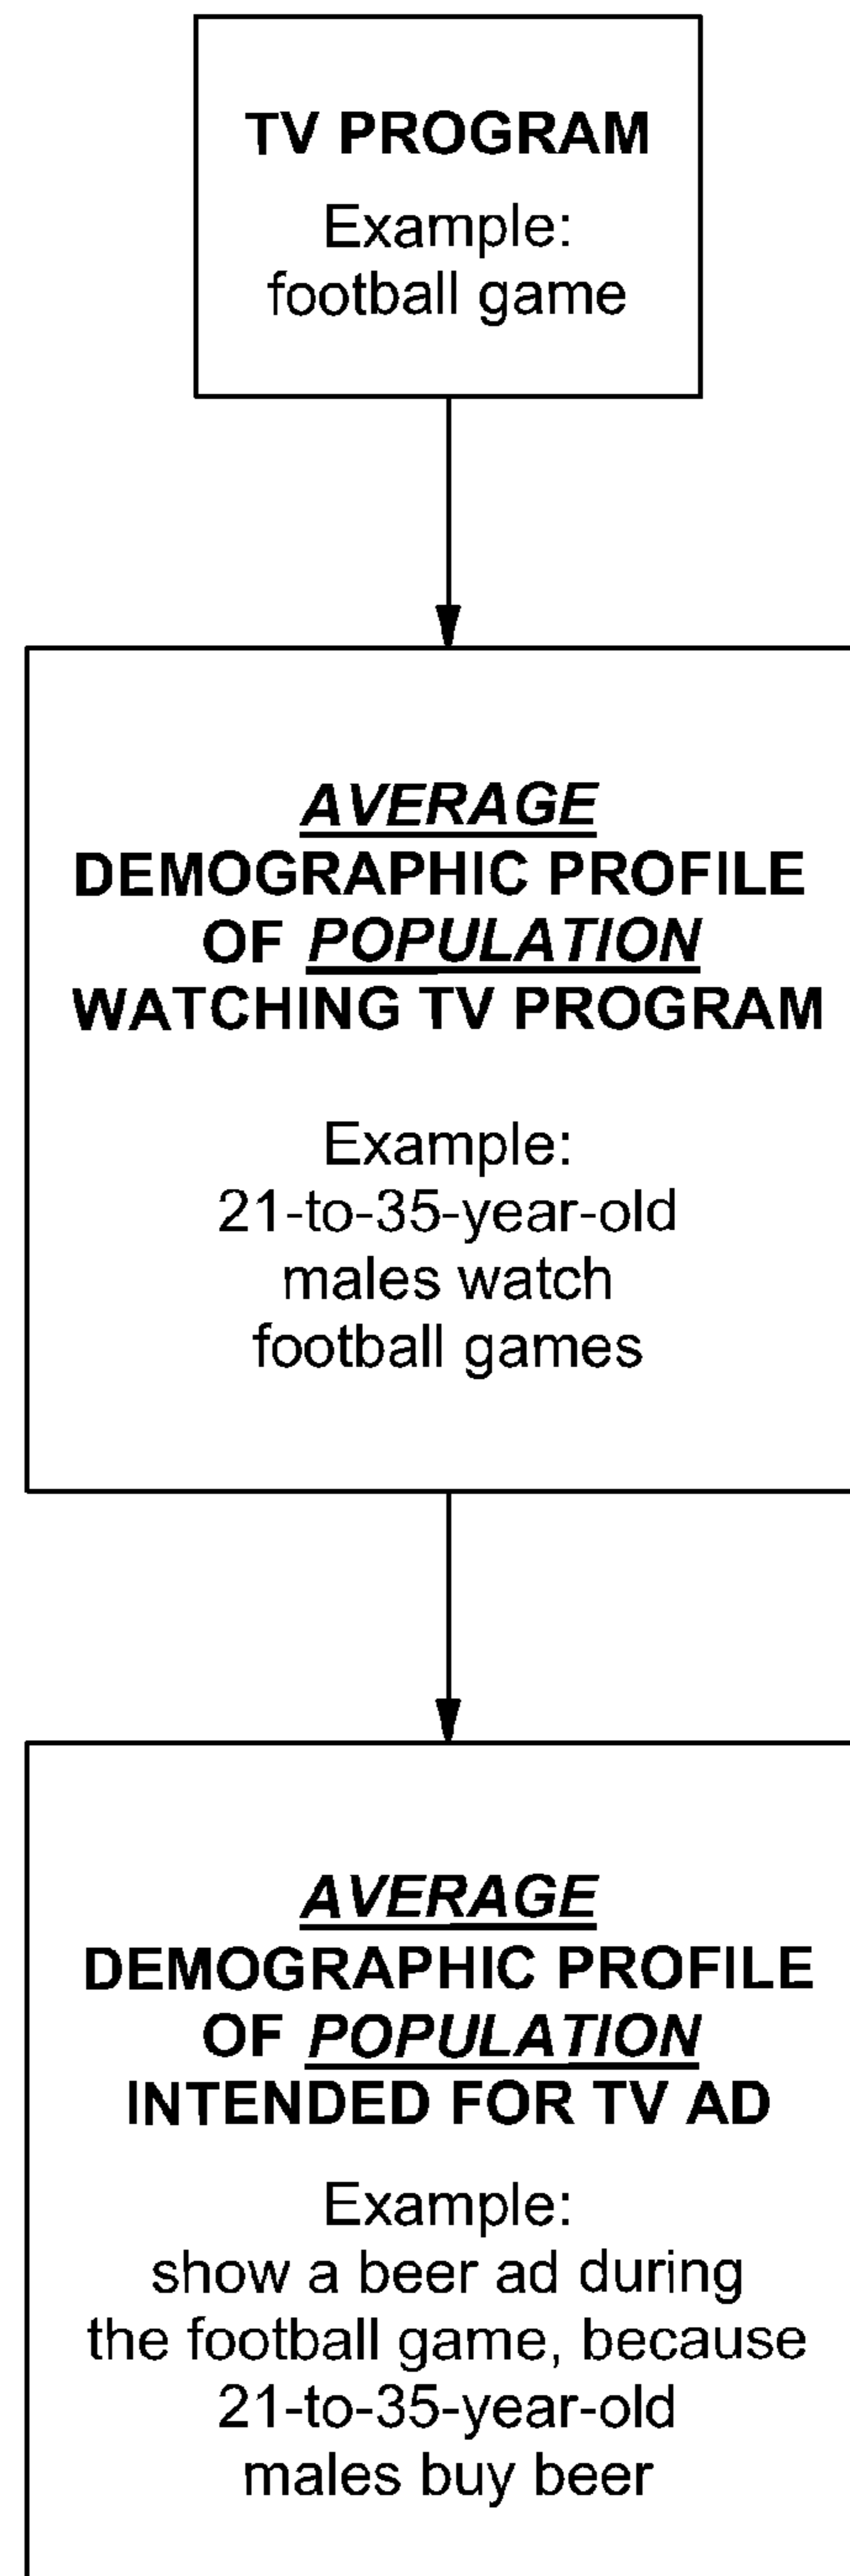 TV PROGRAM
Example:
football game
AVERAGE
DEMOGRAPHIC PROFILE
OF POPULATION
WATCHING TV PROGRAM
Example:
21-to-35-year-old
males watch
football games
AVERAGE
DEMOGRAPHIC PROFILE
OF POPULATION
INTENDED FOR TV AD
Example:
show a beer ad during
the football game, because
21-to-35-year-old
males buy beer